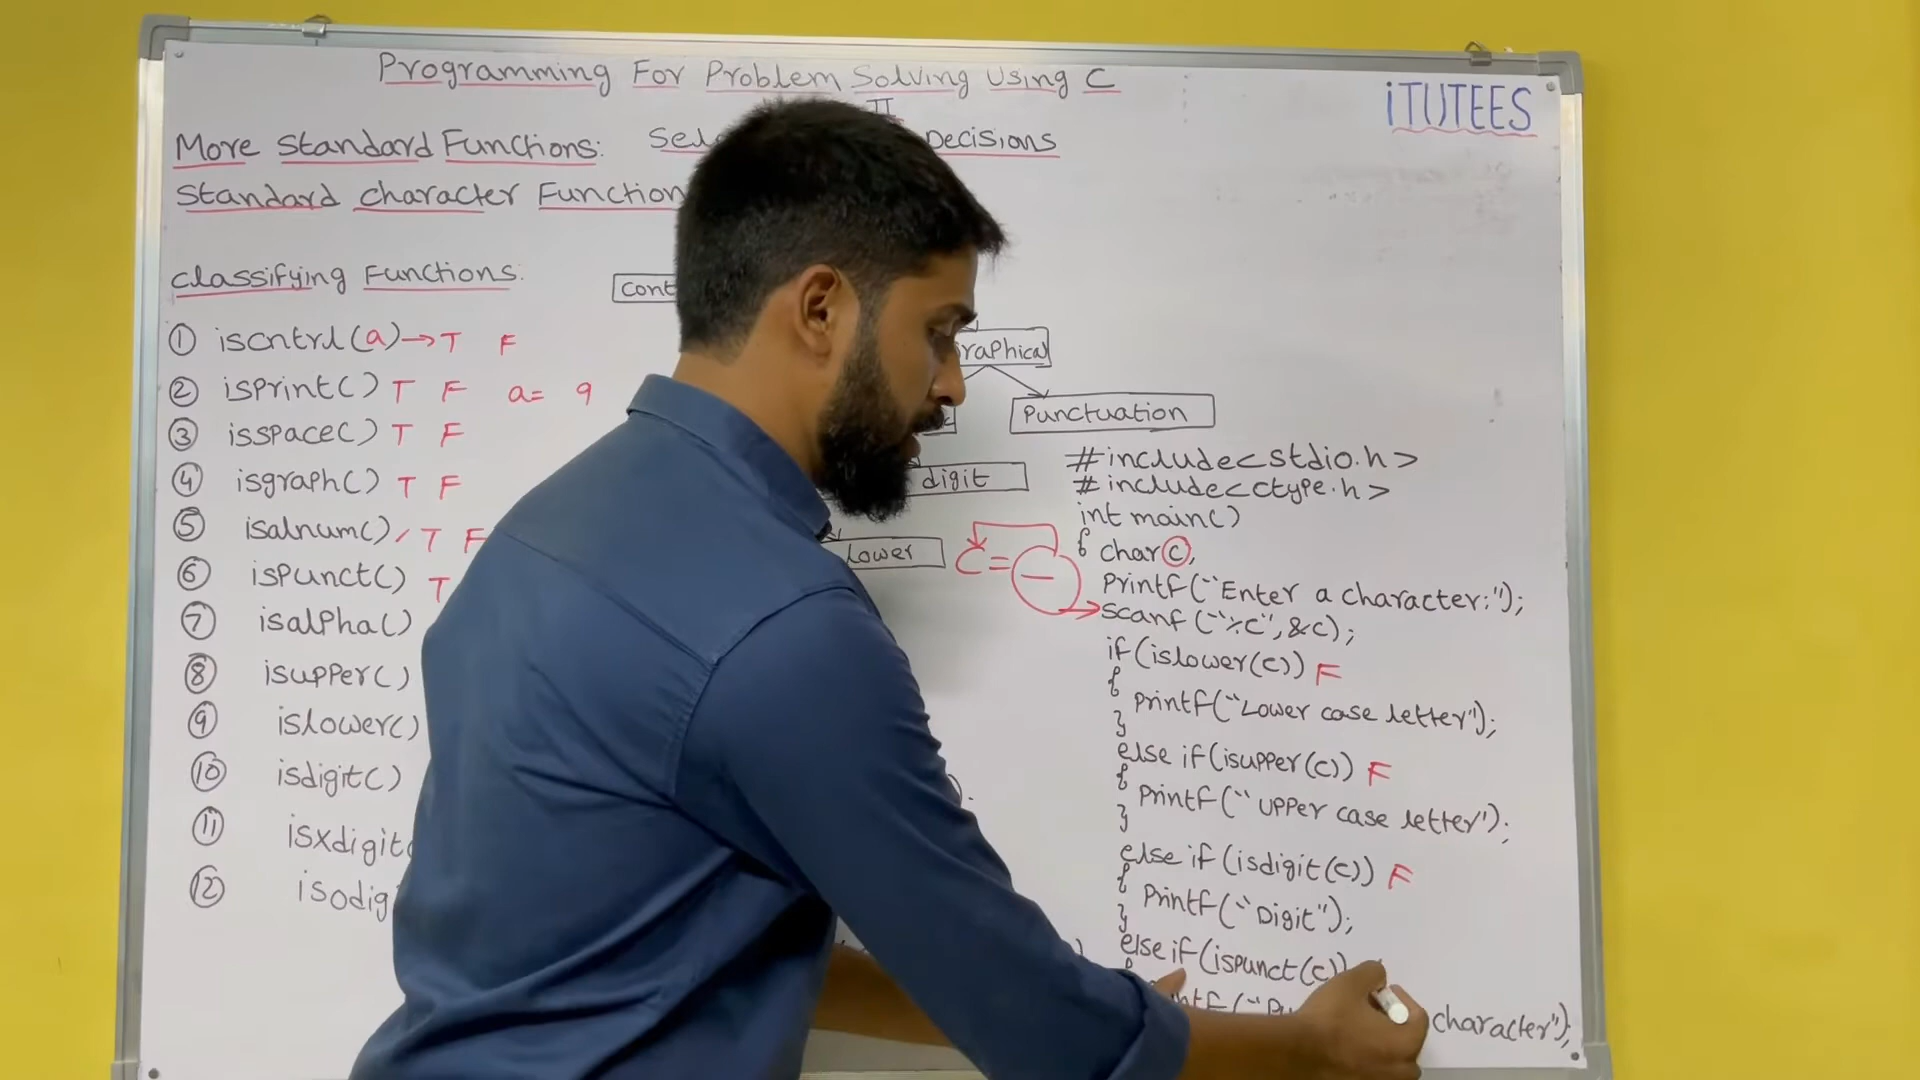 Programming For Problem Solving Using C
iTUTEES
II
More Standard Functions: Decisions
Standard character Function
Classifying Functions:
① iscntrl(a)→T F
② isprint() T F a= 9
③ isspace() T F
④ isgraph() T F
⑤ isalnum() T F
⑥ ispunct() T
⑦ isalpha()
⑧ isupper()
⑨ islower()
⑩ isdigit()
⑪ isxdigit(
⑫
Punctuation
digit
Lower
C=−
#include<stdio.h>
#include<ctype.h>
int main()
{ char c,
printf("Enter a character:");
scanf("%c",&c);
if(islower(c)) F
{
printf("Lower case letter");
}
else if(isupper(c)) F
{
printf("upper case letter");
}
else if(isdigit(c)) F
{
printf("Digit");
}
else if(ispunct(c))
{
character");